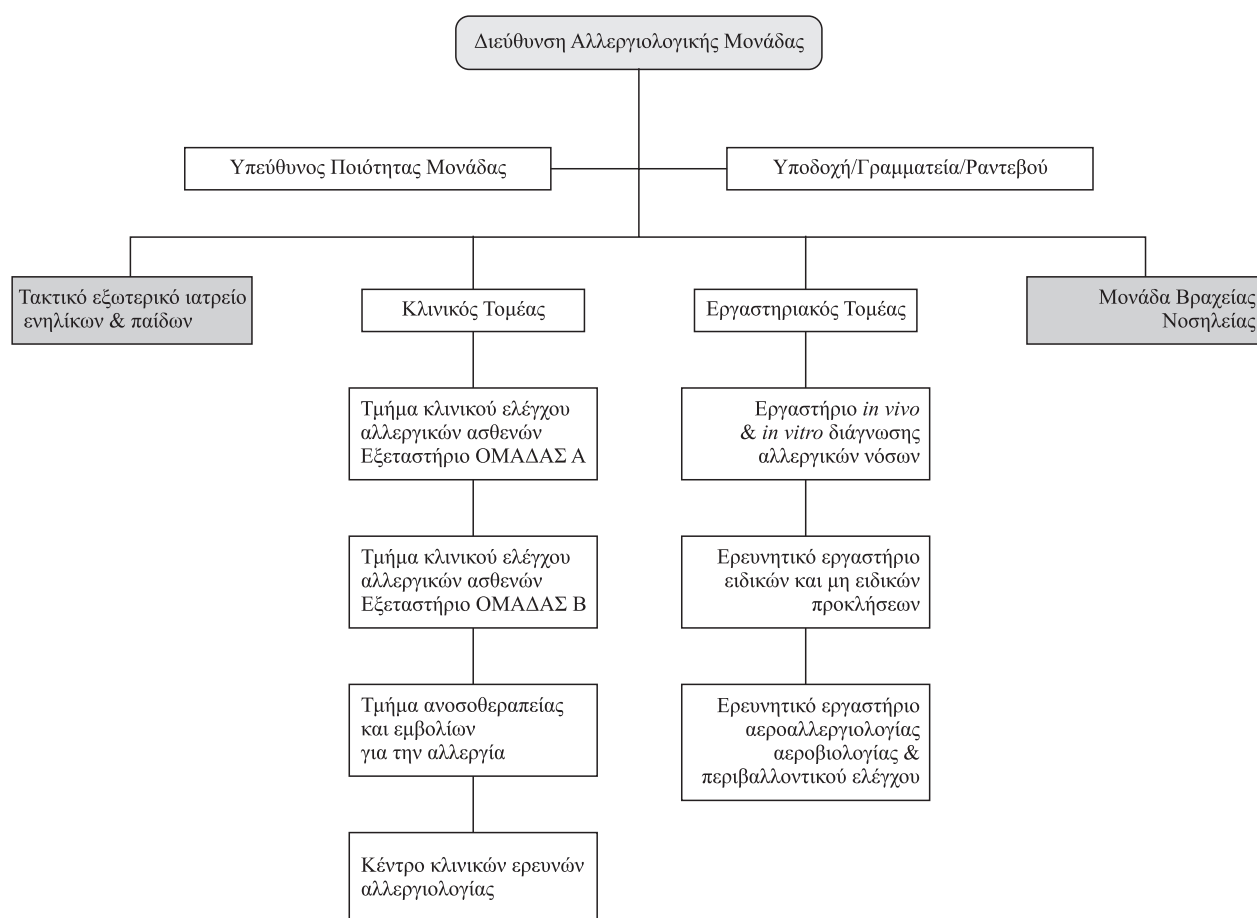 Διεύθυνση Αλλεργιολογικής Μονάδας
Υπεύθυνος Ποιότητας Μονάδας
Υποδοχή/Γραμματεία/Ραντεβού
Τακτικό εξωτερικό ιατρείο
ενηλίκων & παίδων
Κλινικός Τομέας
Εργαστηριακός Τομέας
Μονάδα Βραχείας
Νοσηλείας
Τμήμα κλινικού ελέγχου
αλλεργικών ασθενών
Εξεταστήριο ΟΜΑΔΑΣ Α
Εργαστήριο in vivo
& in vitro διάγνωσης
αλλεργικών νόσων
Τμήμα κλινικού ελέγχου
αλλεργικών ασθενών
Εξεταστήριο ΟΜΑΔΑΣ Β
Ερευνητικό εργαστήριο
ειδικών και μη ειδικών
προκλήσεων
Τμήμα ανοσοθεραπείας
και εμβολίων
για την αλλεργία
Ερευνητικό εργαστήριο
αεροαλλεργιολογίας
αεροβιολογίας &
περιβαλλοντικού ελέγχου
Κέντρο κλινικών ερευνών
αλλεργιολογίας